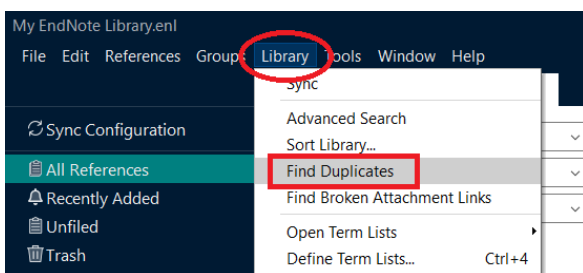 My EndNote Library.enl
File Edit References Groups Library Tools Window Help
Sync
Sync Configuration
Advanced Search
Sort Library...
All References
Find Duplicates
Recently Added
Find Broken Attachment Links
Unfiled
Open Term Lists
Trash
Define Term Lists... Ctrl+4